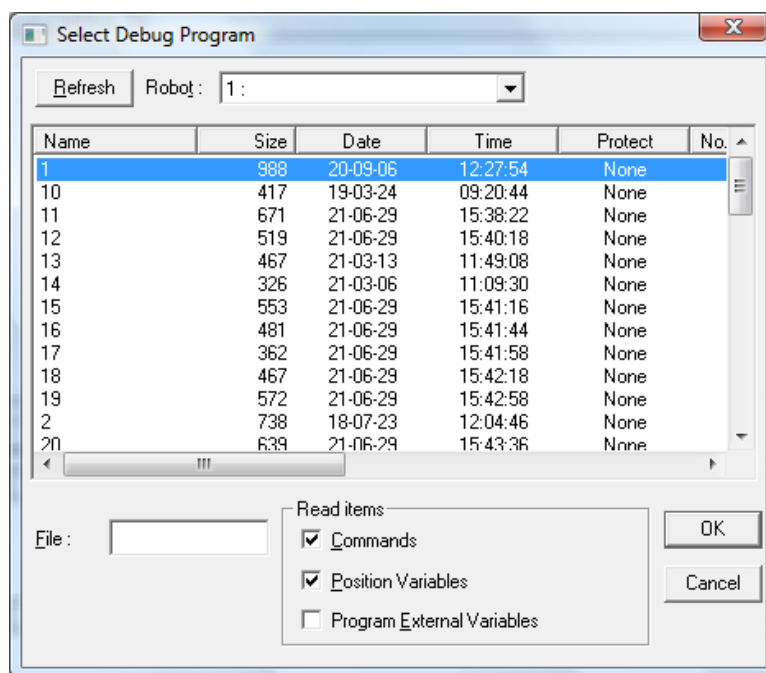 Select Debug Program
Refresh Robot : 1 :
Name Size Date Time Protect No.
1 988 20-09-06 12:27:54 None
10 417 19-03-24 09:20:44 None
11 671 21-06-29 15:38:22 None
12 519 21-06-29 15:40:18 None
13 467 21-03-13 11:49:08 None
14 326 21-03-06 11:09:30 None
15 553 21-06-29 15:41:16 None
16 481 21-06-29 15:41:44 None
17 362 21-06-29 15:41:58 None
18 467 21-06-29 15:42:18 None
19 572 21-06-29 15:42:58 None
2 738 18-07-23 12:04:46 None
20 639 21-06-29 15:43:36 None
Read items
File :
Commands
Position Variables
Program External Variables
OK
Cancel